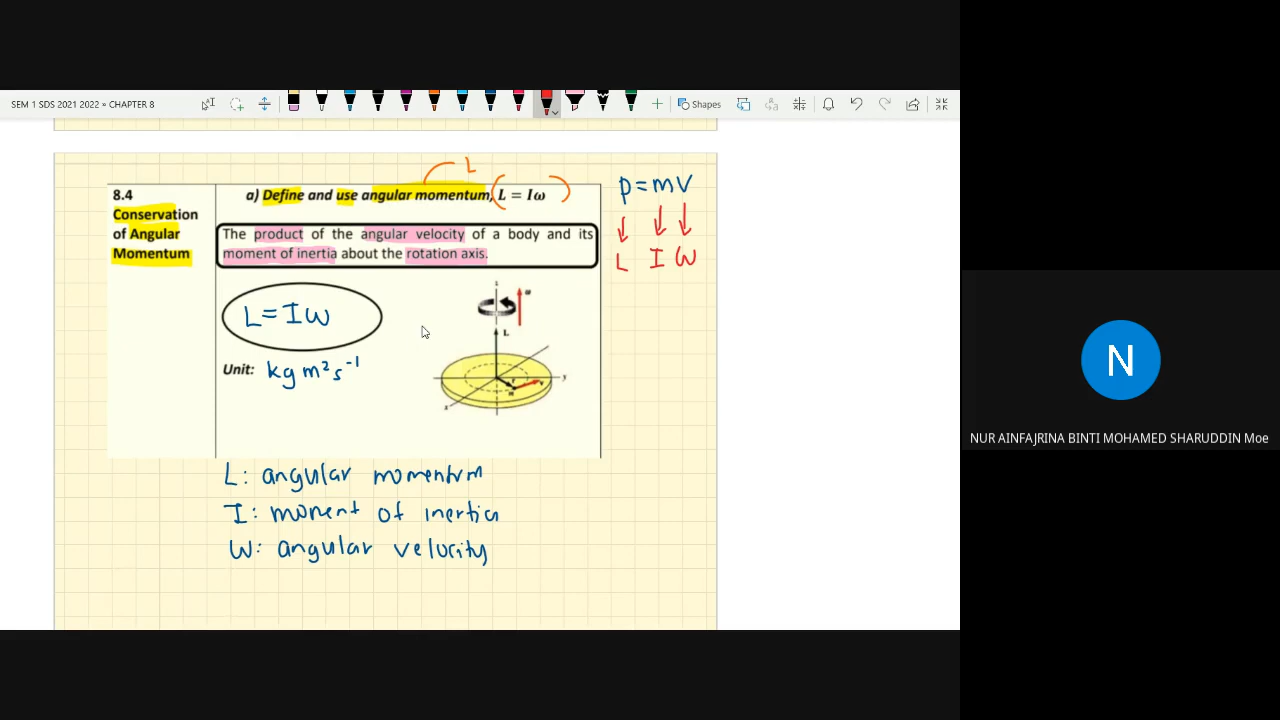 SEM 1 SDS 2021 2022 » CHAPTER 8
Shapes
L
8.4
Conservation
of Angular
Momentum
a) Define and use angular momentum, L = Iω
The product of the angular velocity of a body and its
moment of inertia about the rotation axis.
p=mv
↓ ↓ ↓
L I ω
L= Iω
Unit: kg m² s⁻¹
z
ω
L
r
v
m
y
x
L: angular momentum
I: moment of inertia
ω: angular velocity
N
NUR AINFAJRINA BINTI MOHAMED SHARUDDIN Moe